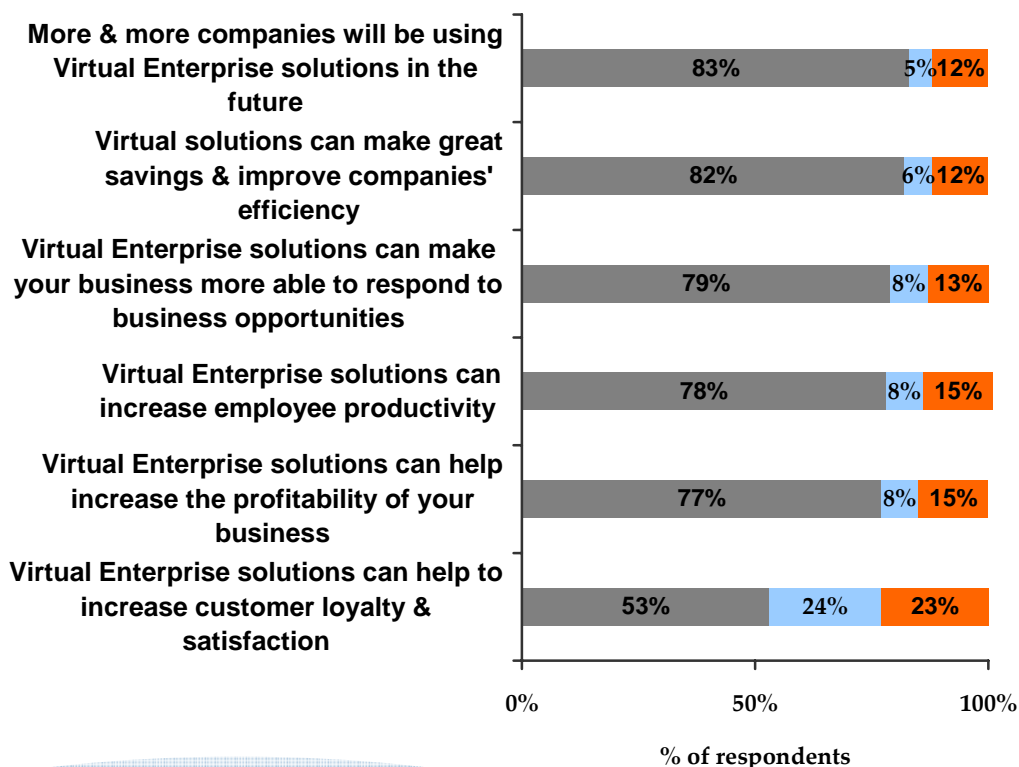 More & more companies will be using
Virtual Enterprise solutions in the
future
83% 5% 12%
Virtual solutions can make great
savings & improve companies'
efficiency
82% 6% 12%
Virtual Enterprise solutions can make
your business more able to respond to
business opportunities
79% 8% 13%
Virtual Enterprise solutions can
increase employee productivity
78% 8% 15%
Virtual Enterprise solutions can help
increase the profitability of your
business
77% 8% 15%
Virtual Enterprise solutions can help to
increase customer loyalty &
satisfaction
53% 24% 23%
0% 50% 100%
% of respondents